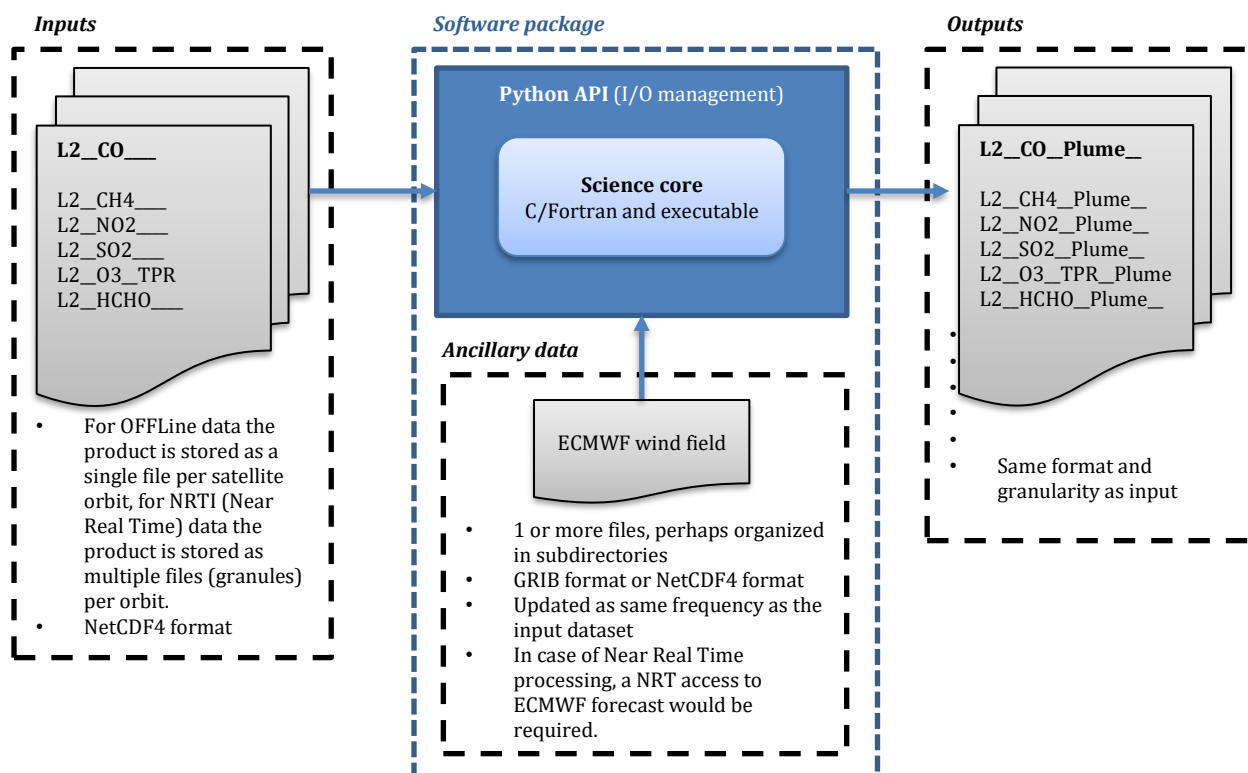 Inputs
L2__CO____
L2__CH4____
L2__NO2____
L2__SO2____
L2__O3__TPR
L2__HCHO____
• For OFFLine data the
product is stored as a
single file per satellite
orbit, for NRTI (Near
Real Time) data the
product is stored as
multiple files (granules)
per orbit.
• NetCDF4 format
Software package
Python API (I/O management)
Science core
C/Fortran and executable
Ancillary data
ECMWF wind field
• 1 or more files, perhaps organized
in subdirectories
• GRIB format or NetCDF4 format
• Updated as same frequency as the
input dataset
• In case of Near Real Time
processing, a NRT access to
ECMWF forecast would be
required.
Outputs
L2__CO__Plume__
L2__CH4__Plume__
L2__NO2__Plume__
L2__SO2__Plume__
L2__O3__TPR__Plume
L2__HCHO__Plume__
• Same format and
granularity as input